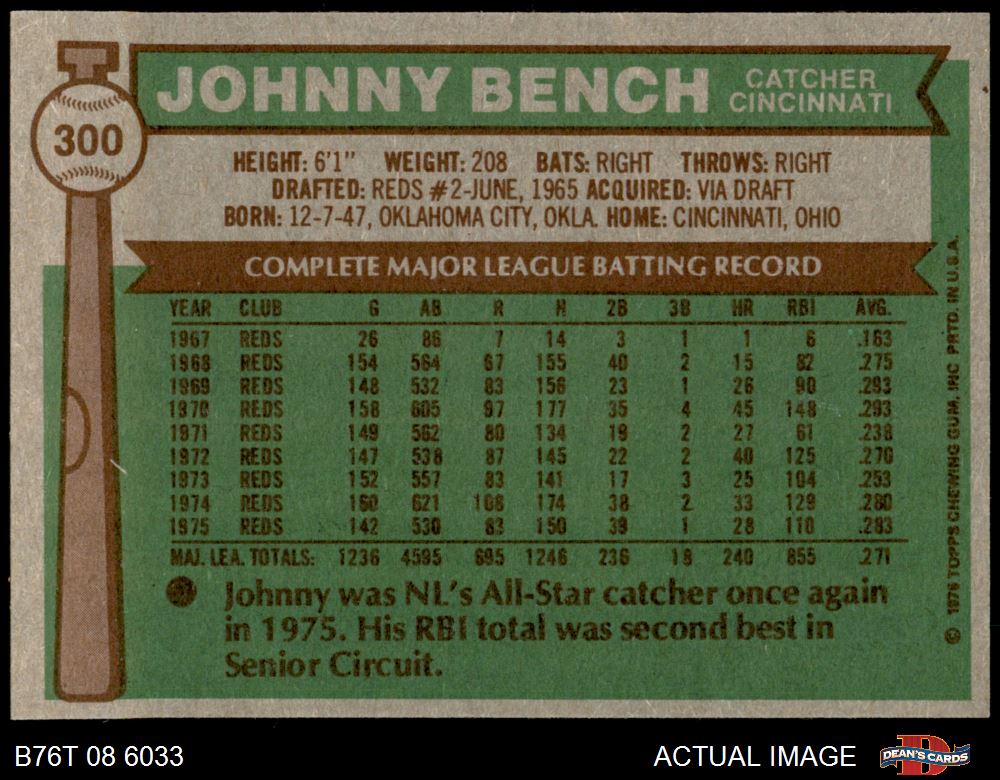 JOHNNY BENCH
CATCHER
CINCINNATI
300
HEIGHT: 6'1" WEIGHT: 208 BATS: RIGHT THROWS: RIGHT
DRAFTED: REDS #2-JUNE, 1965 ACQUIRED: VIA DRAFT
BORN: 12-7-47, OKLAHOMA CITY, OKLA. HOME: CINCINNATI, OHIO
COMPLETE MAJOR LEAGUE BATTING RECORD
YEAR CLUB G AB R H 2B 3B HR RBI AVG.
1967 REDS 26 86 7 14 3 1 1 6 .163
1968 REDS 154 564 67 155 40 2 15 82 .275
1969 REDS 148 532 83 156 23 1 26 90 .293
1970 REDS 158 605 97 177 35 4 45 148 .293
1971 REDS 149 562 80 134 19 2 27 61 .238
1972 REDS 147 538 87 145 22 2 40 125 .270
1973 REDS 152 557 83 141 17 3 25 104 .253
1974 REDS 160 621 108 174 38 2 33 129 .280
1975 REDS 142 530 83 150 39 1 28 110 .283
MAJ. LEA. TOTALS: 1236 4595 695 1246 236 18 240 855 .271
Johnny was NL's All-Star catcher once again
in 1975. His RBI total was second best in
Senior Circuit.
© 1976 TOPPS CHEWING GUM, INC PRTD. IN U.S.A.
B76T 08 6033
ACTUAL IMAGE
DEAN'S CARDS